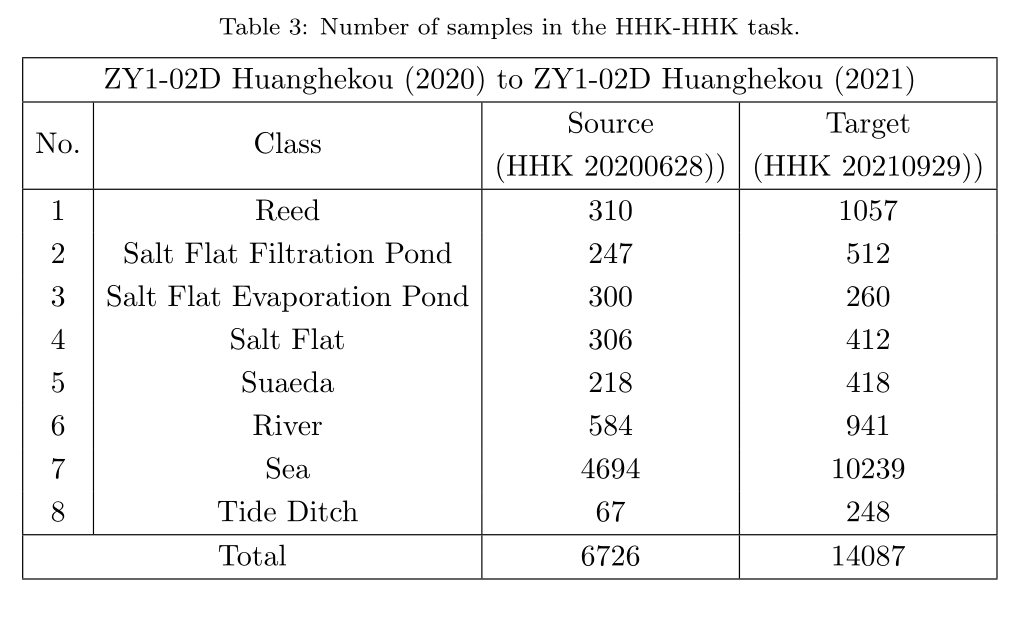 Table 3: Number of samples in the HHK-HHK task.
ZY1-02D Huanghekou (2020) to ZY1-02D Huanghekou (2021)
No. Class Source Target
(HHK 20200628)) (HHK 20210929))
1 Reed 310 1057
2 Salt Flat Filtration Pond 247 512
3 Salt Flat Evaporation Pond 300 260
4 Salt Flat 306 412
5 Suaeda 218 418
6 River 584 941
7 Sea 4694 10239
8 Tide Ditch 67 248
Total 6726 14087